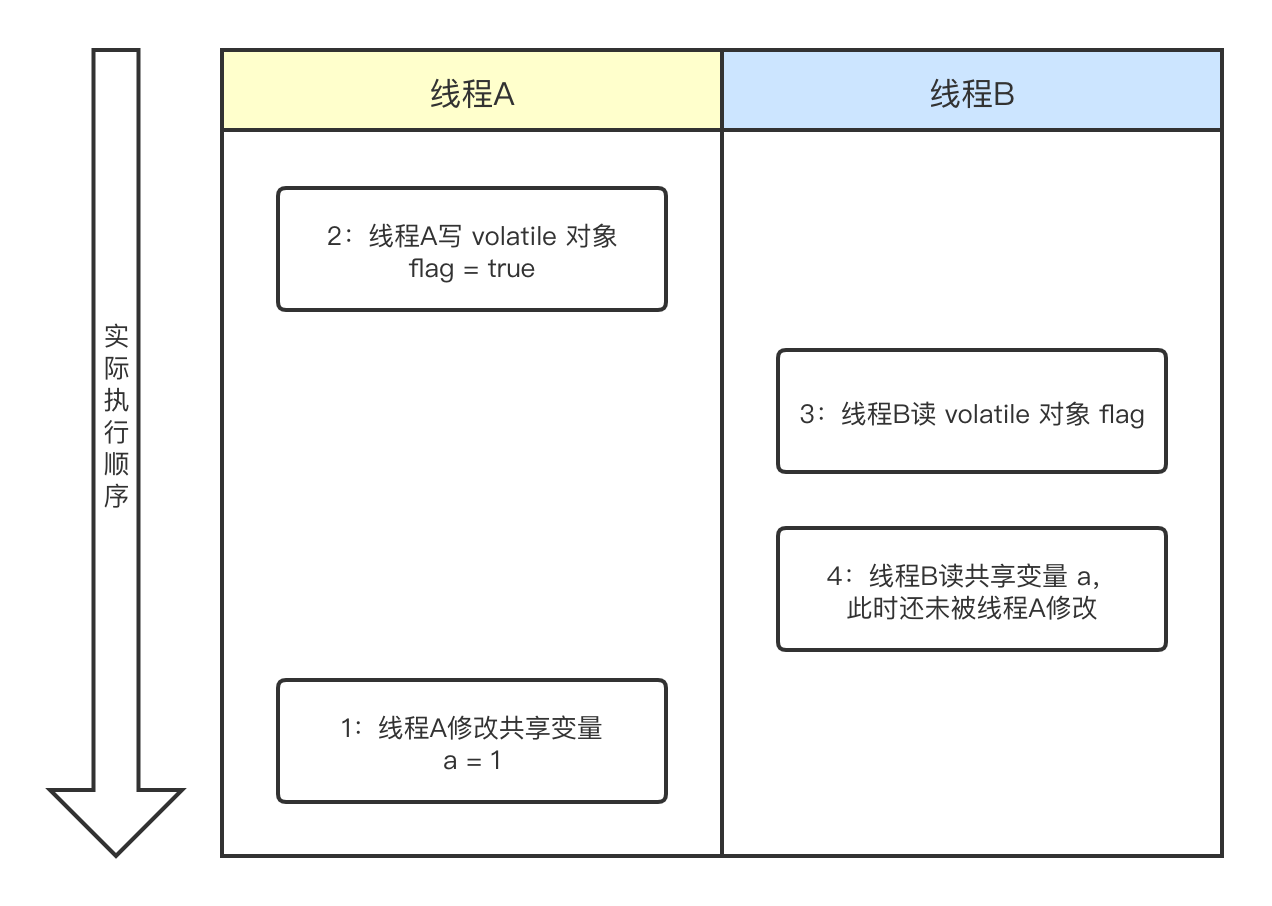 线程A
线程B
2：线程A写 volatile 对象
flag = true
3：线程B读 volatile 对象 flag
实际执行顺序
4：线程B读共享变量 a，
此时还未被线程A修改
1：线程A修改共享变量
a = 1